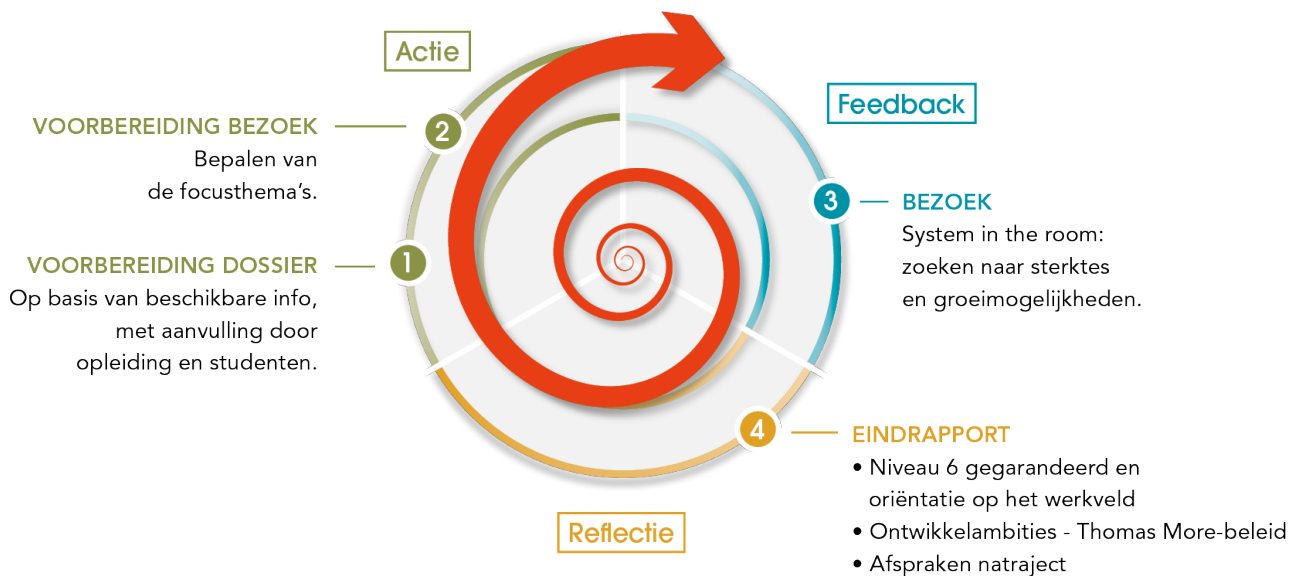 Actie
2
VOORBEREIDING BEZOEK
Bepalen van
de focusthema‘s.
1
VOORBEREIDING DOSSIER
Op basis van beschikbare info,
met aanvulling door
opleiding en studenten.
Feedback
3
BEZOEK
System in the room:
zoeken naar sterktes
en groeimogelijkheden.
4
EINDRAPPORT
• Niveau 6 gegarandeerd en
oriëntatie op het werkveld
• Ontwikkelambities - Thomas More-beleid
• Afspraken natraject
Reflectie